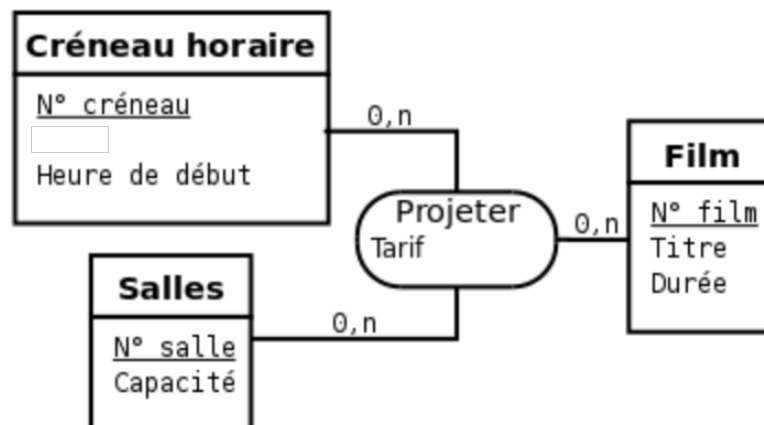 Créneau horaire
N° créneau
Heure de début
0,n
Projeter
Tarif
0,n
Film
N° film
Titre
Durée
Salles
N° salle
Capacité
0,n